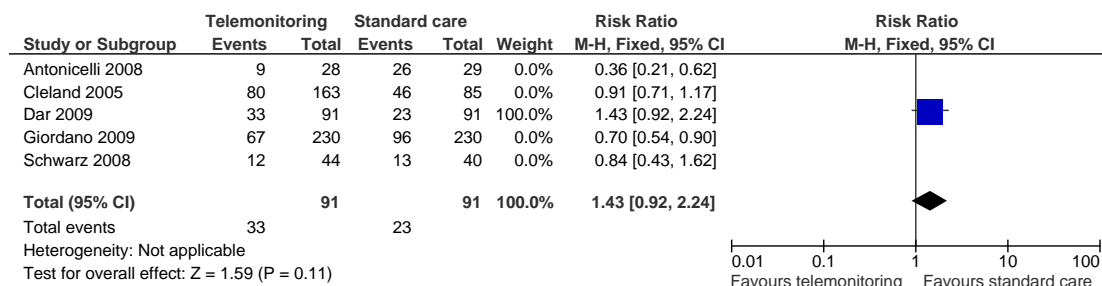 Telemonitoring Standard care Risk Ratio Risk Ratio
Study or Subgroup Events Total Events Total Weight M-H, Fixed, 95% CI M-H, Fixed, 95% CI
Antonicelli 2008 9 28 26 29 0.0% 0.36 [0.21, 0.62]
Cleland 2005 80 163 46 85 0.0% 0.91 [0.71, 1.17]
Dar 2009 33 91 23 91 100.0% 1.43 [0.92, 2.24]
Giordano 2009 67 230 96 230 0.0% 0.70 [0.54, 0.90]
Schwarz 2008 12 44 13 40 0.0% 0.84 [0.43, 1.62]
Total (95% CI) 91 91 100.0% 1.43 [0.92, 2.24]
Total events 33 23
Heterogeneity: Not applicable
Test for overall effect: Z = 1.59 (P = 0.11)
0.01 0.1 1 10 100
Favours telemonitoring Favours standard care